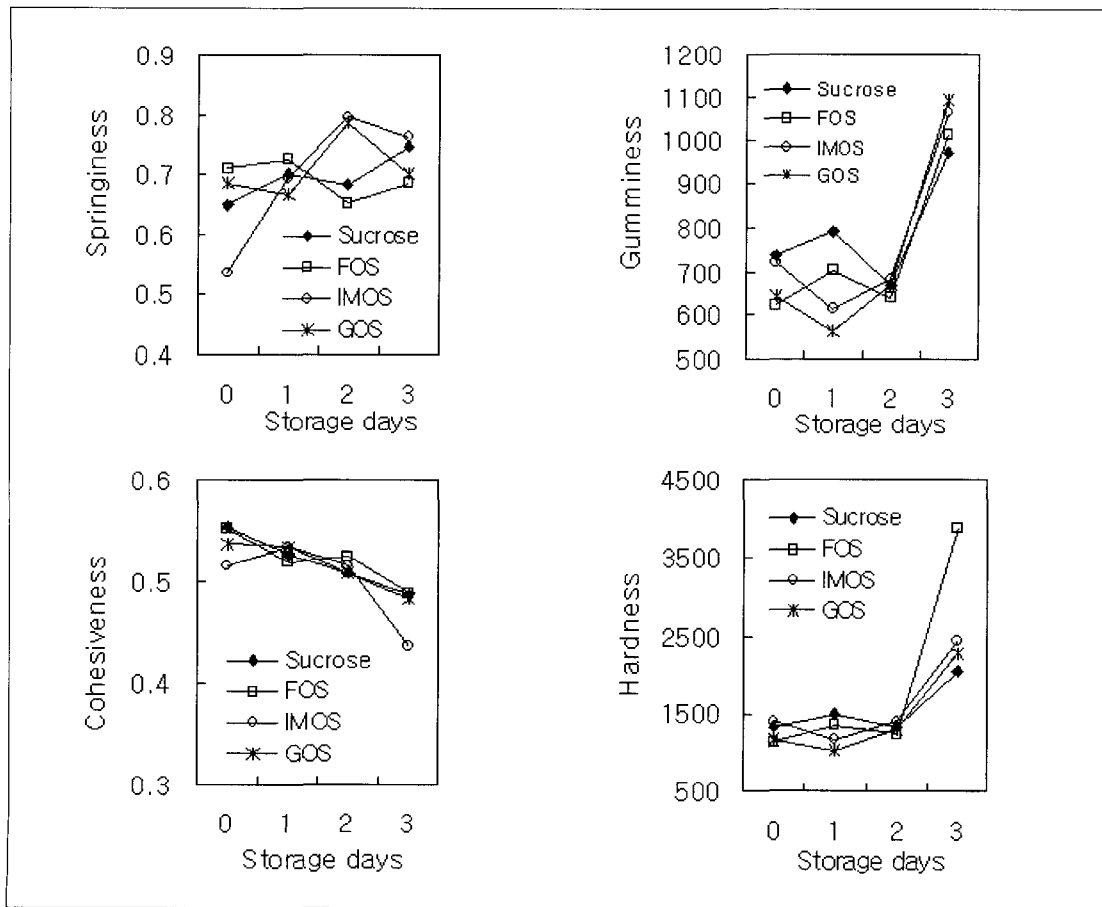 0.9
0.8
0.7
0.6
0.5
0.4
Springiness
Sucrose
FOS
IMOS
GOS
0 1 2 3
Storage days
1200
1100
1000
900
800
700
600
500
Gumminess
Sucrose
FOS
IMOS
GOS
0 1 2 3
Storage days
0.6
0.5
0.4
0.3
Cohesiveness
Sucrose
FOS
IMOS
GOS
0 1 2 3
Storage days
4500
3500
2500
1500
500
Hardness
Sucrose
FOS
IMOS
GOS
0 1 2 3
Storage days